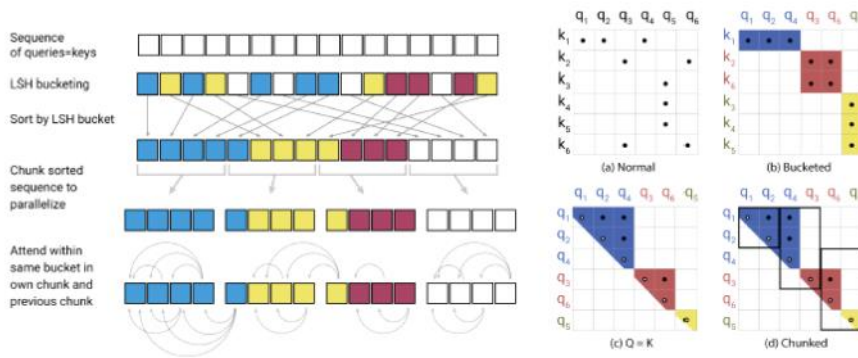 Sequence
of queries=keys
LSH bucketing
Sort by LSH bucket
Chunk sorted
sequence to
parallelize
Attend within
same bucket in
own chunk and
previous chunk
q1 q2 q3 q4 q5 q6
k1
k2
k3
k4
k5
k6
(a) Normal
q1 q2 q4 q3 q6 q5
k1
k2
k6
k3
k4
k5
(b) Bucketed
q1 q2 q4 q3 q6 q5
q1
q2
q4
q3
q6
q5
(c) Q = K
q1 q2 q4 q3 q6 q5
q1
q2
q4
q3
q6
q5
(d) Chunked